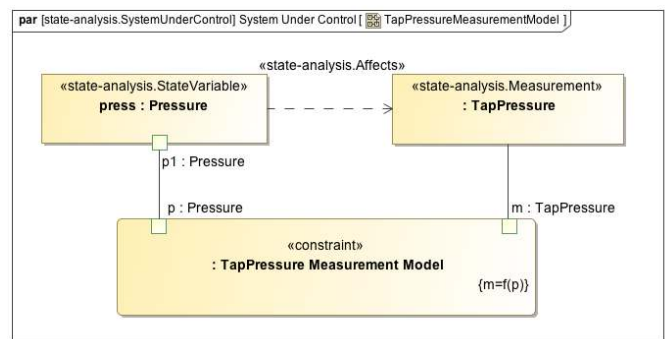 par [state-analysis.SystemUnderControl] System Under Control [ TapPressureMeasurementModel ]
«state-analysis.Affects»
«state-analysis.StateVariable»
press : Pressure
«state-analysis.Measurement»
: TapPressure
p1 : Pressure
p : Pressure
m : TapPressure
«constraint»
: TapPressure Measurement Model
{m=f(p)}